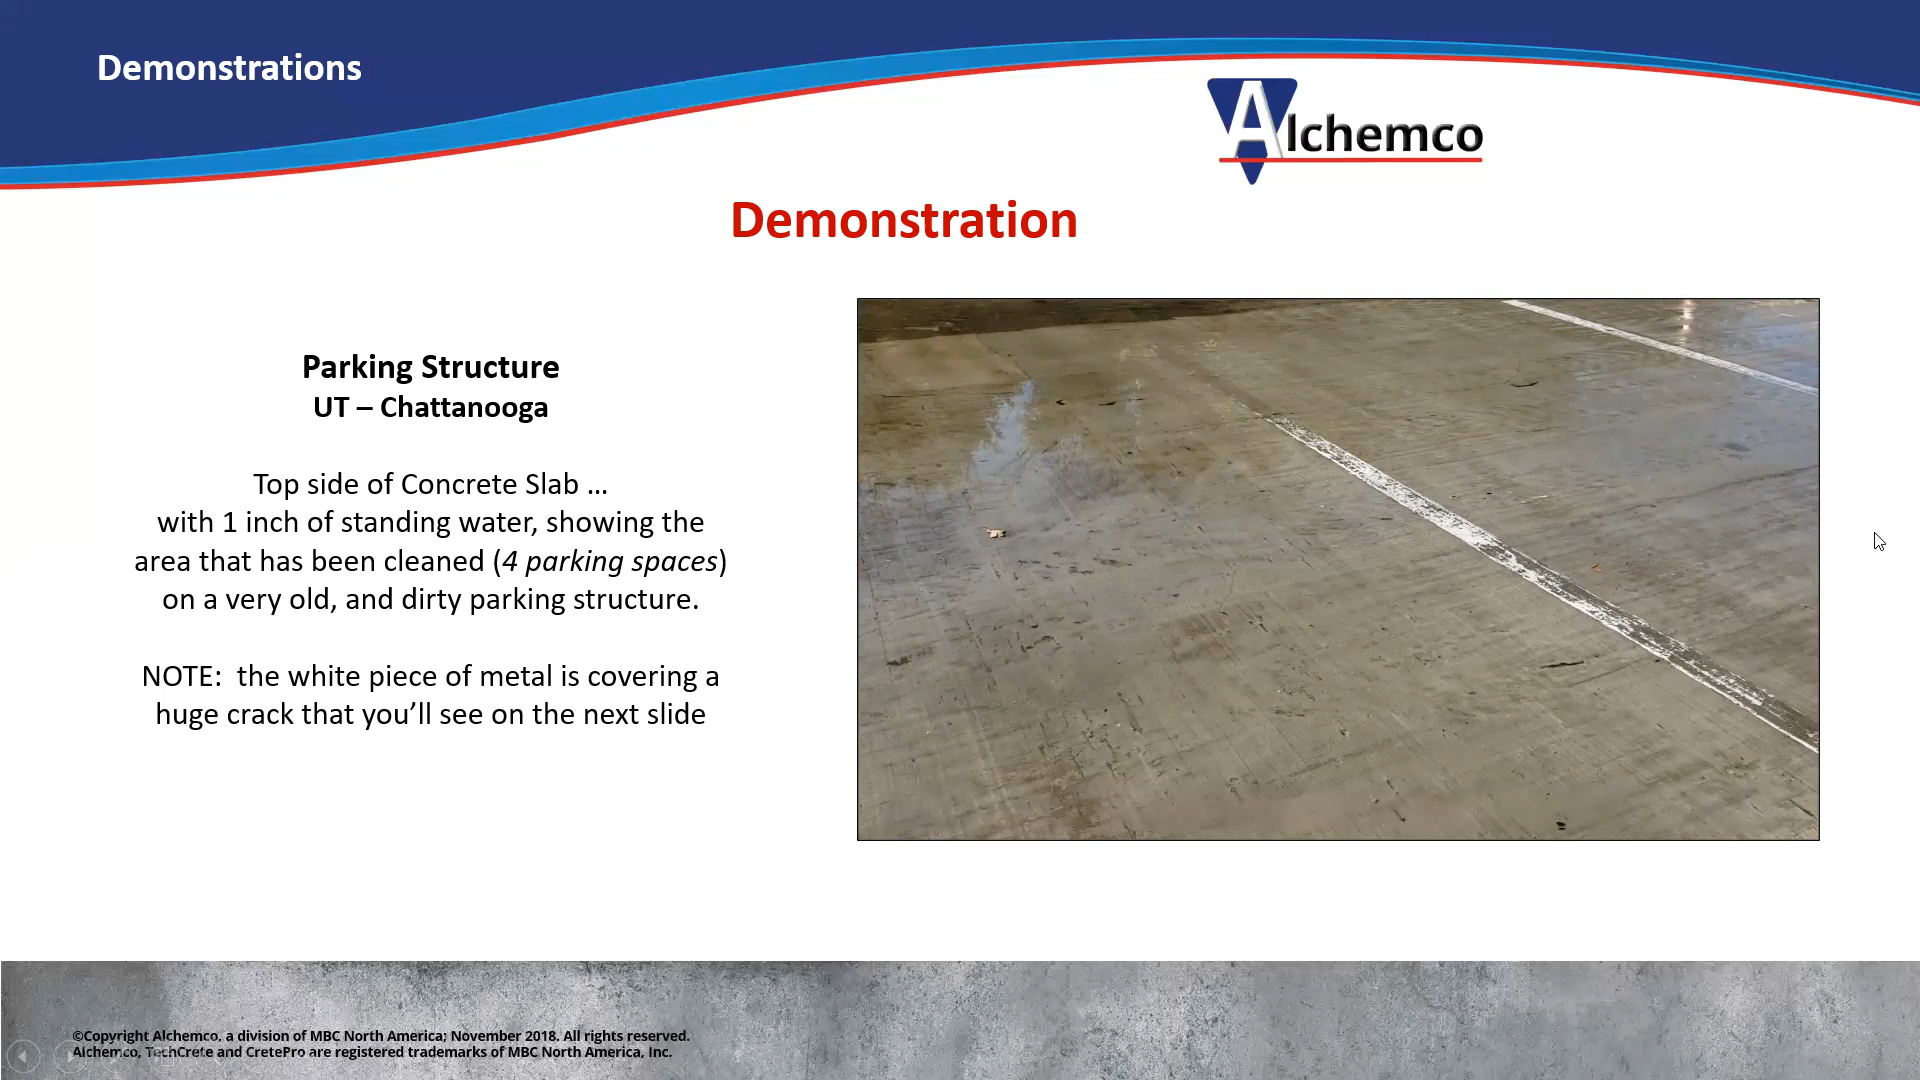 Demonstrations
Alchemco
Demonstration
Parking Structure
UT – Chattanooga
Top side of Concrete Slab ...
with 1 inch of standing water, showing the
area that has been cleaned (4 parking spaces)
on a very old, and dirty parking structure.
NOTE:  the white piece of metal is covering a
huge crack that you’ll see on the next slide
©Copyright Alchemco, a division of MBC North America; November 2018. All rights reserved.
Alchemco, TechCrete and CretePro are registered trademarks of MBC North America, Inc.